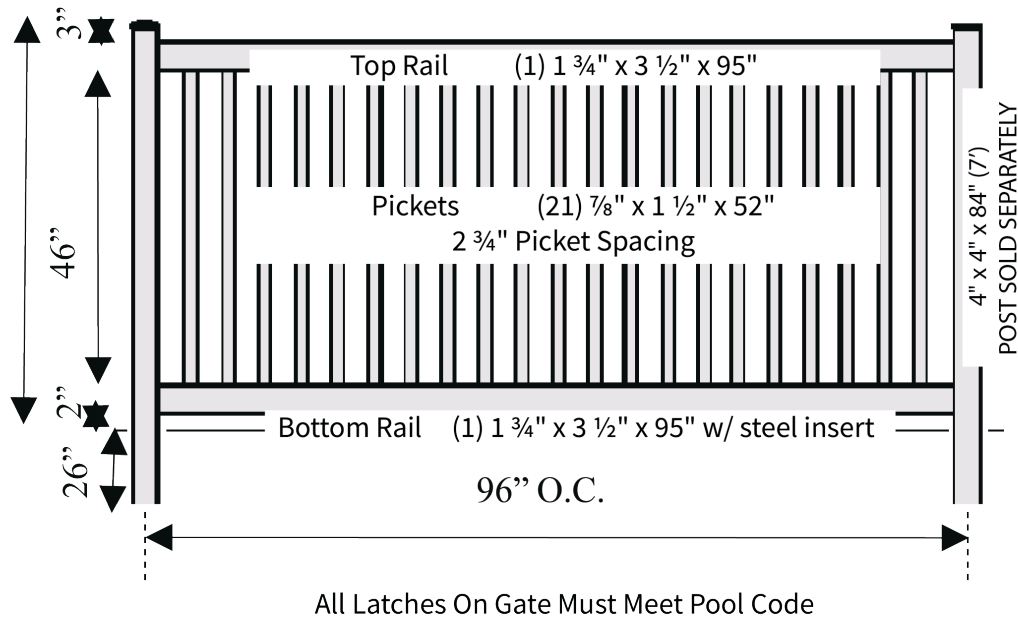 3”
Top Rail (1) 1 ¾" x 3 ½" x 95"
Pickets (21) ⅞" x 1 ½" x 52"
2 ¾" Picket Spacing
46”
4" x 4" x 84" (7’)
POST SOLD SEPARATELY
2”
Bottom Rail (1) 1 ¾" x 3 ½" x 95" w/ steel insert
26”
96” O.C.
All Latches On Gate Must Meet Pool Code